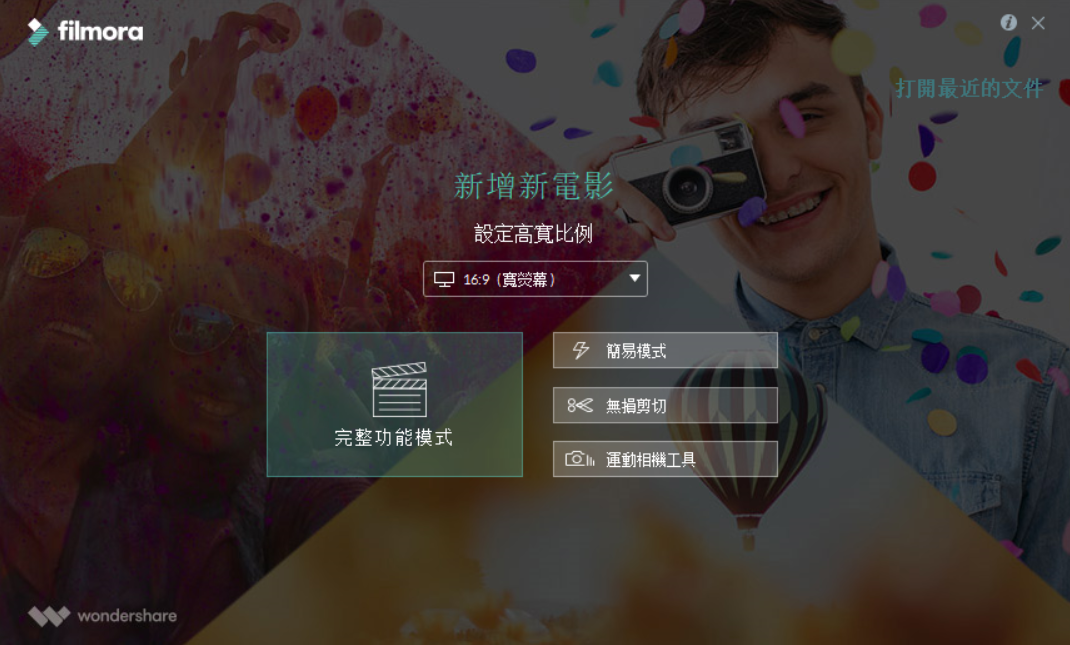 filmora
打開最近的文件
新增新電影
設定高寬比例
16:9 (寬熒幕)
簡易模式
無損剪切
完整功能模式
運動相機工具
wondershare